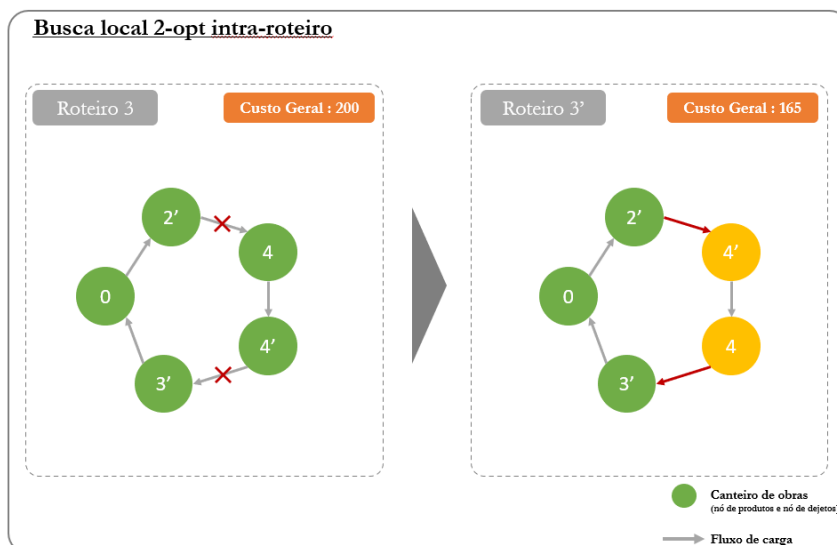 Busca local 2-opt intra-roteiro
Roteiro 3
Custo Geral : 200
Roteiro 3’
Custo Geral : 165
2’
4
0
4’
3’
2’
4’
0
4
3’
Canteiro de obras
(nó de produtos e nó de dejetos)
Fluxo de carga